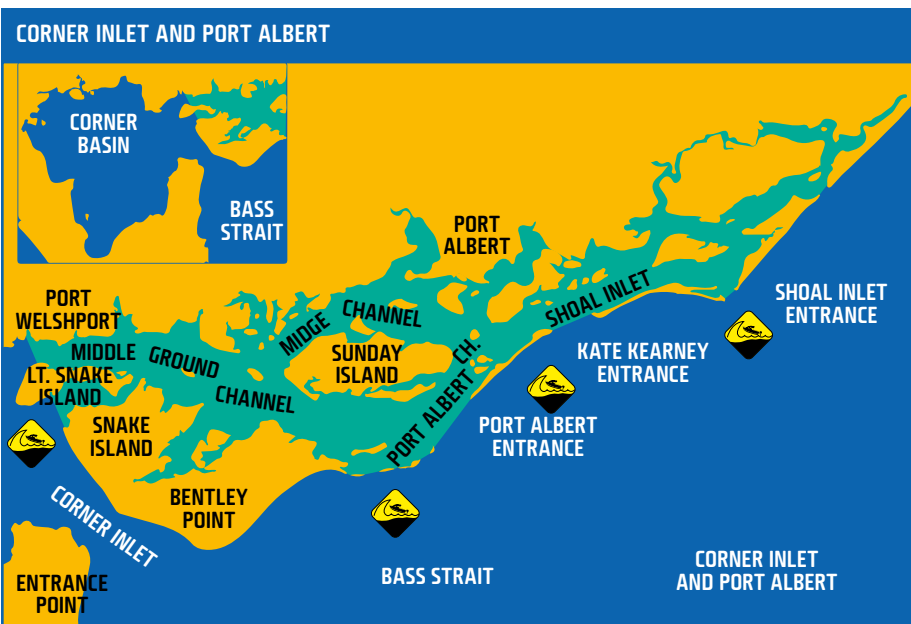 CORNER INLET AND PORT ALBERT
CORNER
BASIN
BASS
STRAIT
PORT
ALBERT
PORT
WELSHPORT
MIDGE CHANNEL
SHOAL INLET
SHOAL INLET
ENTRANCE
MIDDLE GROUND CHANNEL
LT. SNAKE
ISLAND
SUNDAY
ISLAND
KATE KEARNEY
ENTRANCE
PORT ALBERT CH.
SNAKE
ISLAND
PORT ALBERT
ENTRANCE
BENTLEY
POINT
CORNER INLET
BASS STRAIT
CORNER INLET
AND PORT ALBERT
ENTRANCE
POINT